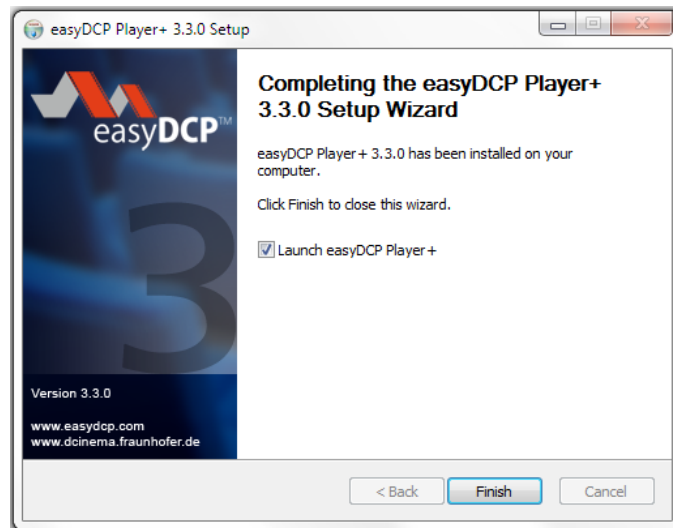 easyDCP Player+ 3.3.0 Setup
easyDCP™
3
Version 3.3.0
www.easydcp.com
www.dcinema.fraunhofer.de
Completing the easyDCP Player+
3.3.0 Setup Wizard
easyDCP Player+ 3.3.0 has been installed on your
computer.
Click Finish to close this wizard.
Launch easyDCP Player+
< Back
Finish
Cancel